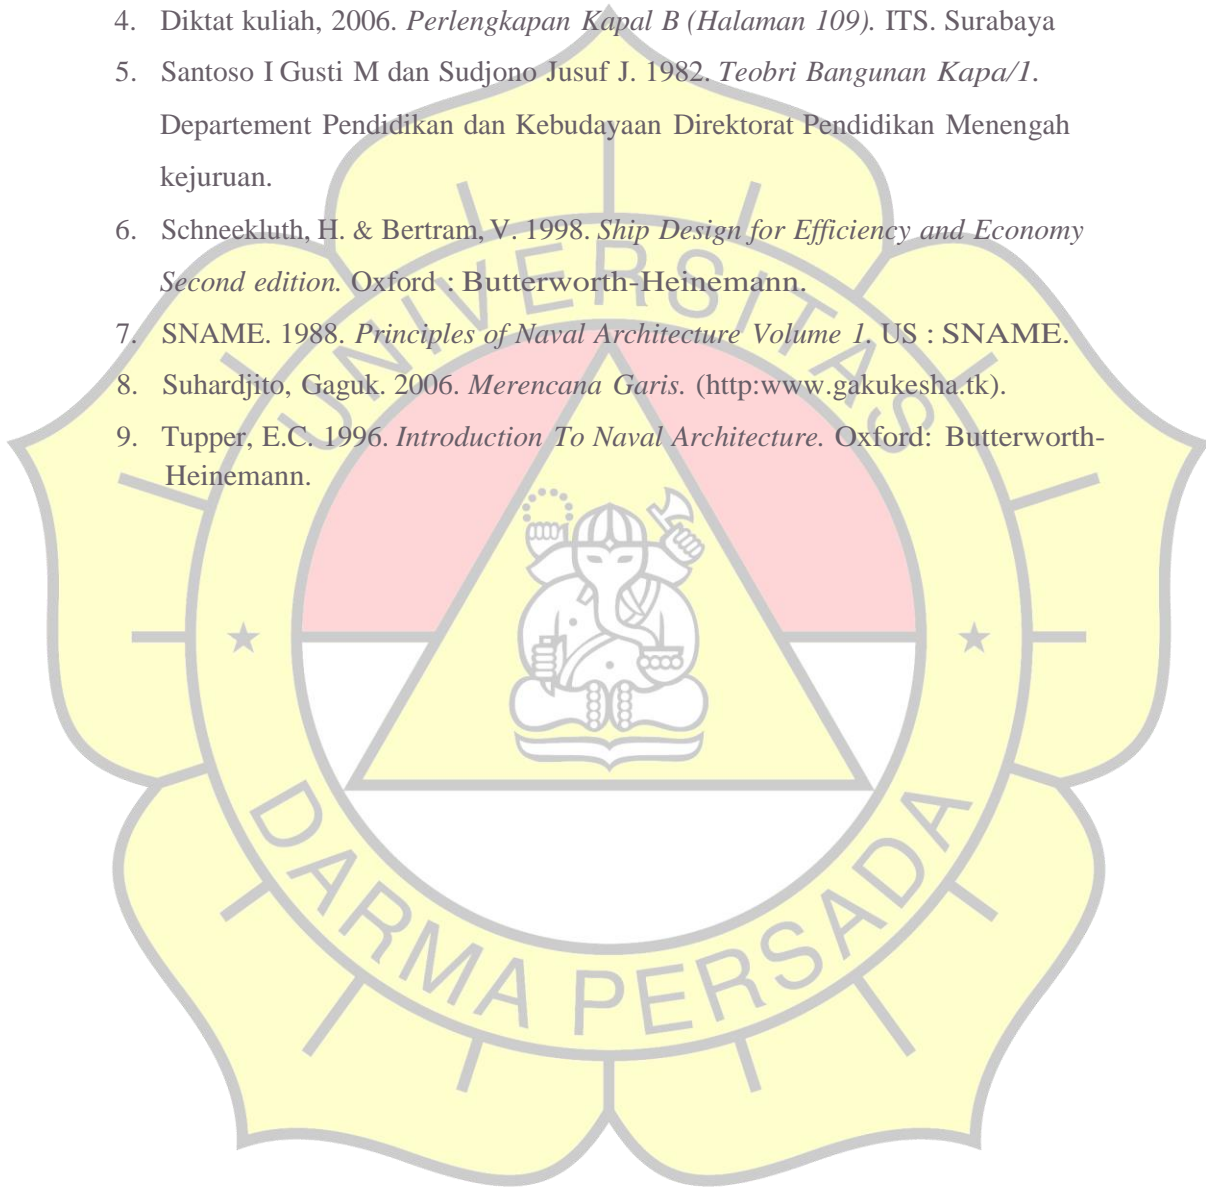 4. Diktat kuliah, 2006. Perlengkapan Kapal B (Halaman 109). ITS. Surabaya
5. Santoso I Gusti M dan Sudjono Jusuf J. 1982. Teobri Bangunan Kapa/1.
Departement Pendidikan dan Kebudayaan Direktorat Pendidikan Menengah
kejuruan.
6. Schneekluth, H. & Bertram, V. 1998. Ship Design for Efficiency and Economy
Second edition. Oxford : Butterworth-Heinemann.
7. SNAME. 1988. Principles of Naval Architecture Volume 1. US : SNAME.
8. Suhardjito, Gaguk. 2006. Merencana Garis. (http:www.gakukesha.tk).
9. Tupper, E.C. 1996. Introduction To Naval Architecture. Oxford: Butterworth-
Heinemann.
UNIVERSITAS
DARMA PERSADA